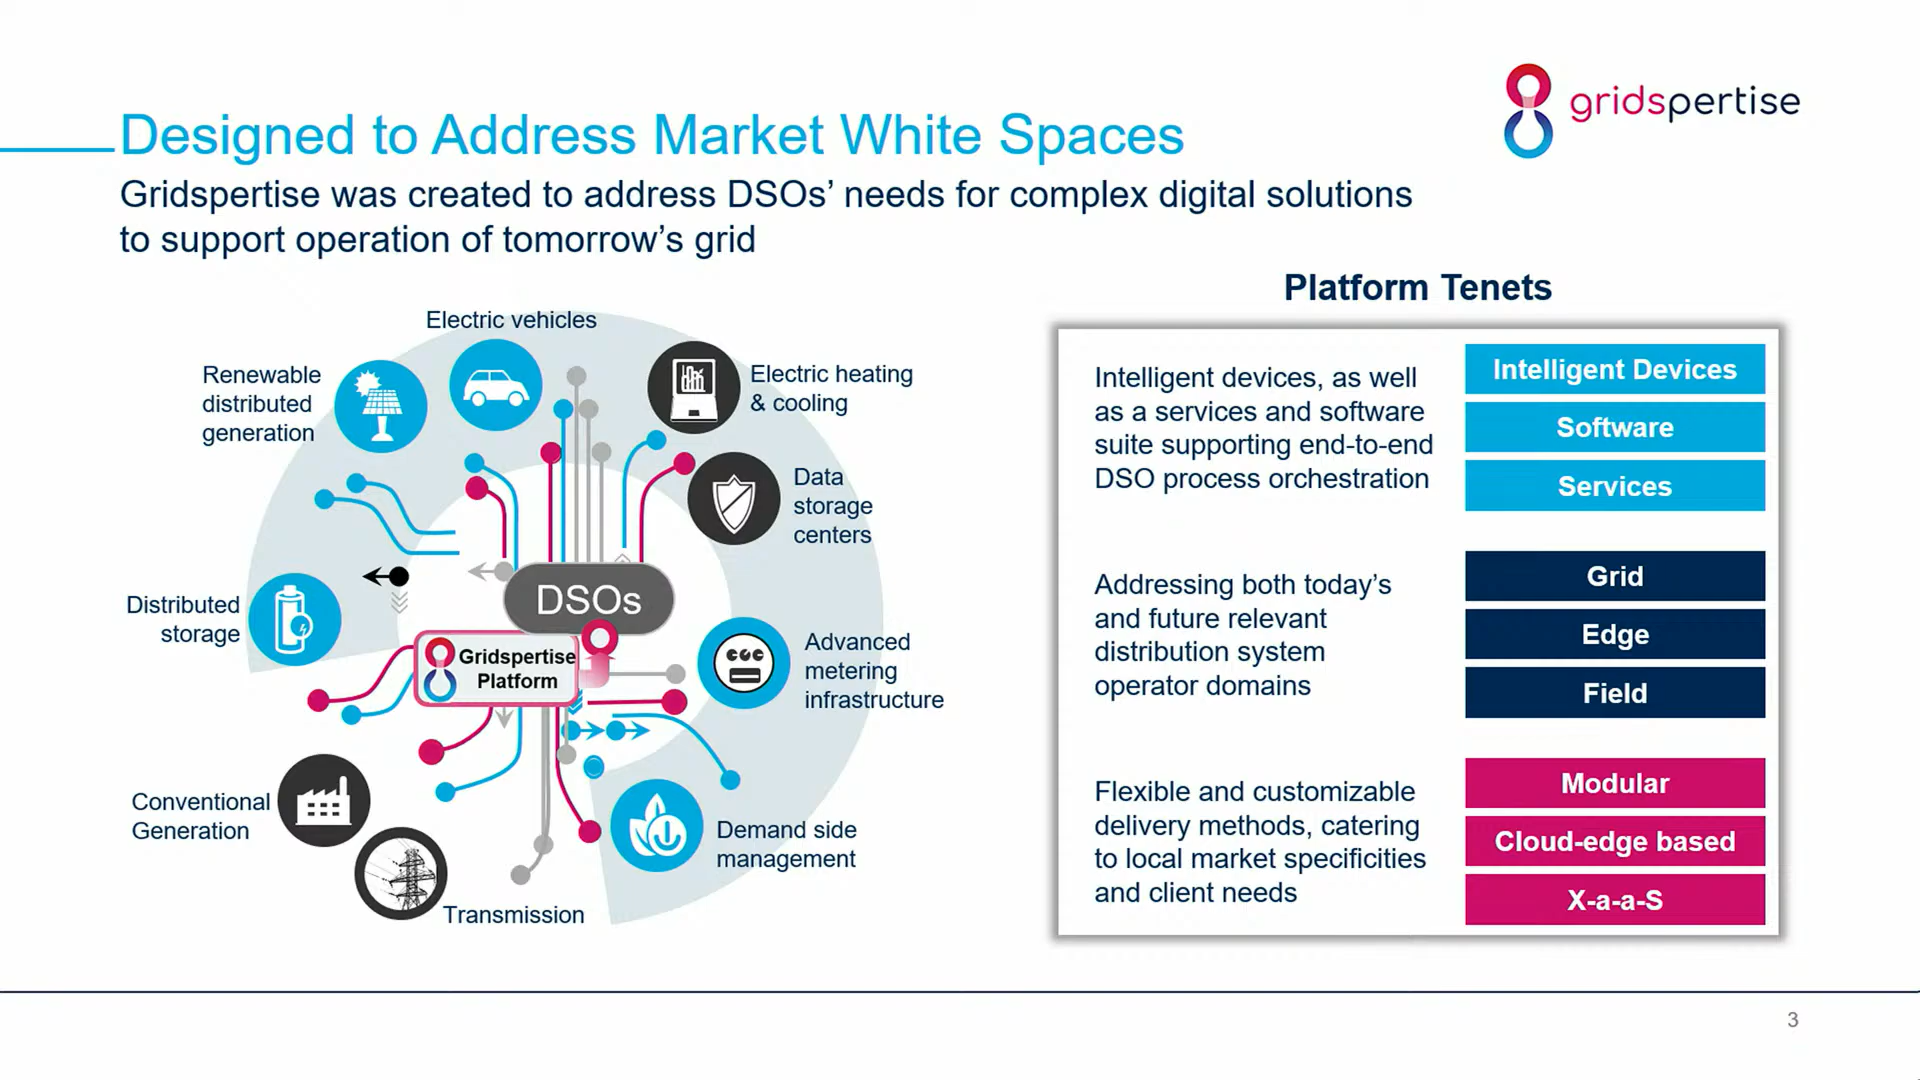 gridspertise
Designed to Address Market White Spaces
Gridspertise was created to address DSOs’ needs for complex digital solutions
to support operation of tomorrow’s grid
Electric vehicles
Renewable
distributed
generation
Electric heating
& cooling
Data
storage
centers
DSOs
Distributed
storage
Gridspertise
Platform
Advanced
metering
infrastructure
Conventional
Generation
Demand side
management
Transmission
Platform Tenets
Intelligent devices, as well
as a services and software
suite supporting end-to-end
DSO process orchestration
Intelligent Devices
Software
Services
Addressing both today’s
and future relevant
distribution system
operator domains
Grid
Edge
Field
Flexible and customizable
delivery methods, catering
to local market specificities
and client needs
Modular
Cloud-edge based
X-a-a-S
3